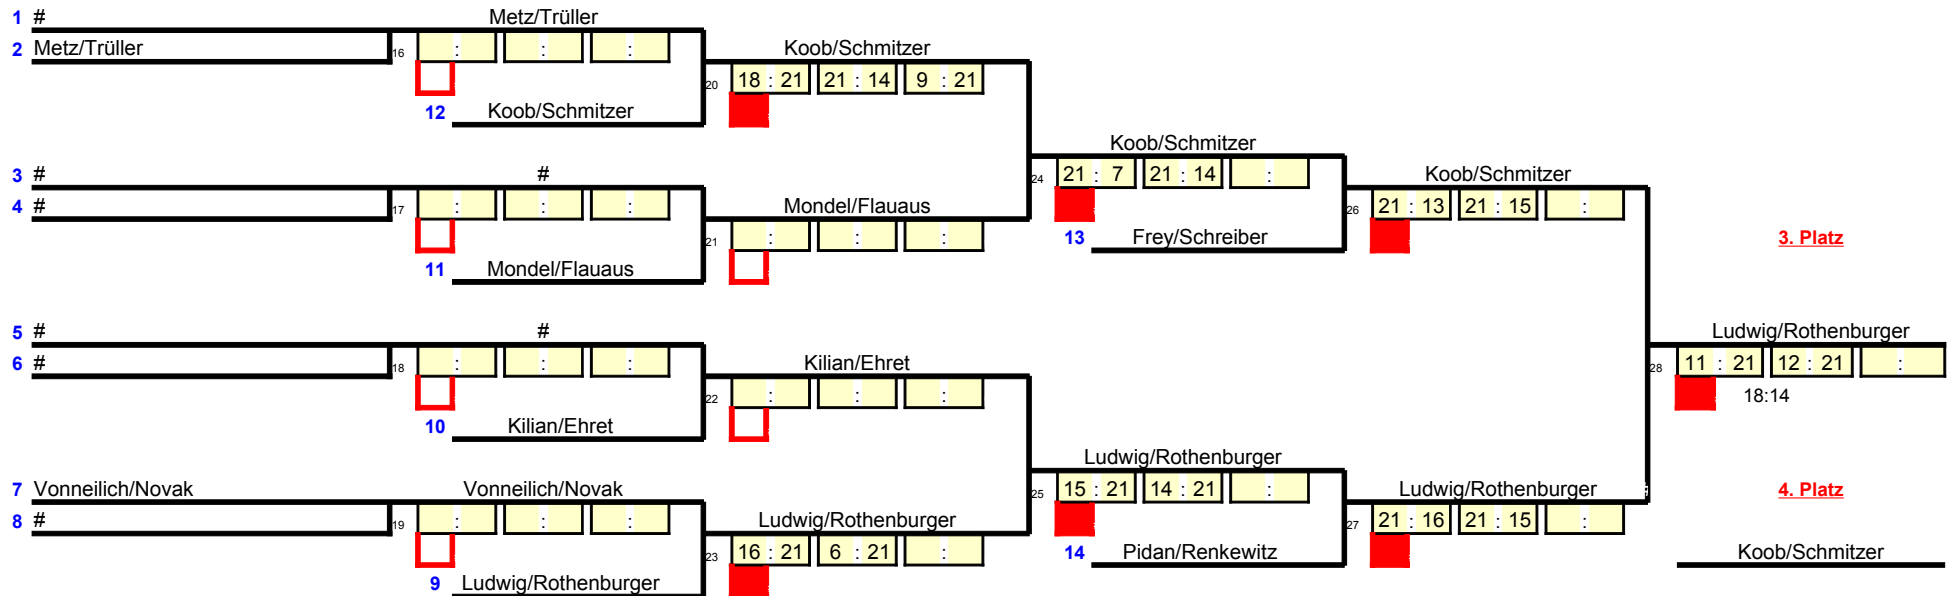 1 # Metz/Trüller
2 Metz/Trüller 16 : : : Koob/Schmitzer
20 18 : 21 21 : 14 9 : 21
12 Koob/Schmitzer
Koob/Schmitzer
3 # # 24 21 : 7 21 : 14 : Koob/Schmitzer
4 # 17 : : : Mondel/Flauaus 26 21 : 13 21 : 15 :
21 : : : 13 Frey/Schreiber 3. Platz
11 Mondel/Flauaus
5 # # Ludwig/Rothenburger
6 # 18 : : : Kilian/Ehret 28 11 : 21 12 : 21 :
22 : : : 18:14
10 Kilian/Ehret
Ludwig/Rothenburger
7 Vonneilich/Novak Vonneilich/Novak 25 15 : 21 14 : 21 : Ludwig/Rothenburger 4. Platz
8 # 19 : : : Ludwig/Rothenburger 27 21 : 16 21 : 15 :
23 16 : 21 6 : 21 : 14 Pidan/Renkewitz Koob/Schmitzer
9 Ludwig/Rothenburger